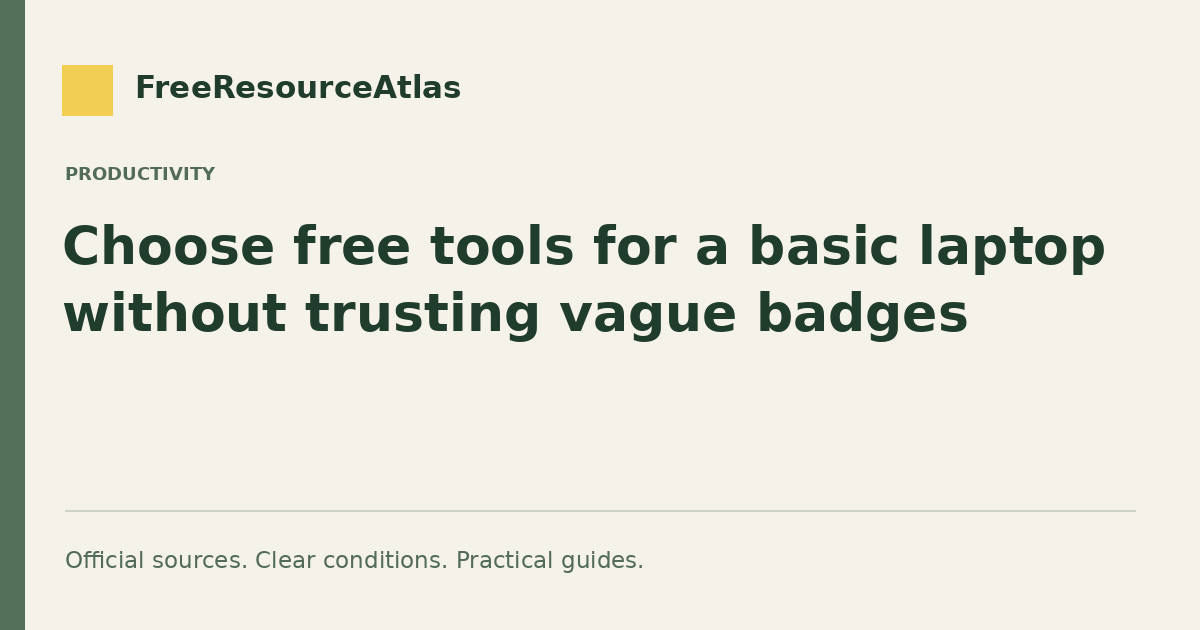 FreeResourceAtlas
PRODUCTIVITY
Choose free tools for a basic laptop
without trusting vague badges
Official sources. Clear conditions. Practical guides.